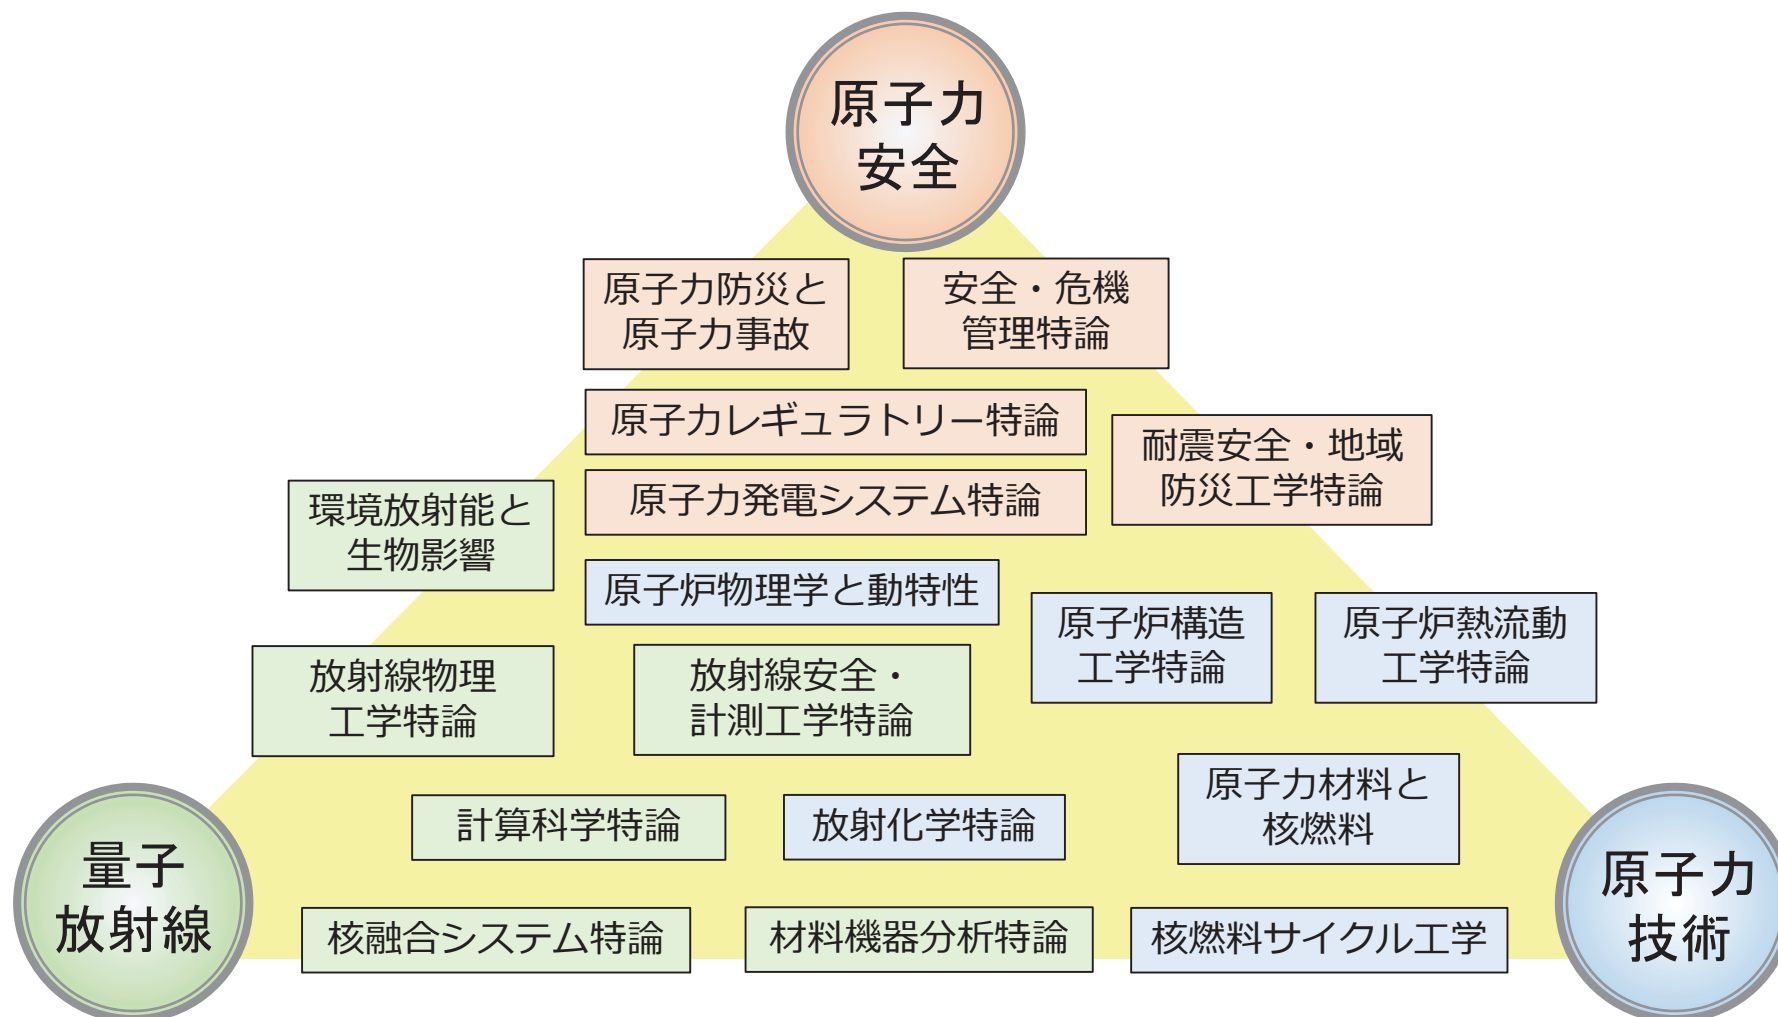 原子力
安全
原子力防災と
原子力事故
安全・危機
管理特論
原子力レギュラトリー特論
耐震安全・地域
防災工学特論
原子力発電システム特論
環境放射能と
生物影響
原子炉物理学と動特性
原子炉構造
工学特論
原子炉熱流動
工学特論
放射線物理
工学特論
放射線安全・
計測工学特論
原子力材料と
核燃料
計算科学特論
放射化学特論
量子
放射線
原子力
技術
核融合システム特論
材料機器分析特論
核燃料サイクル工学